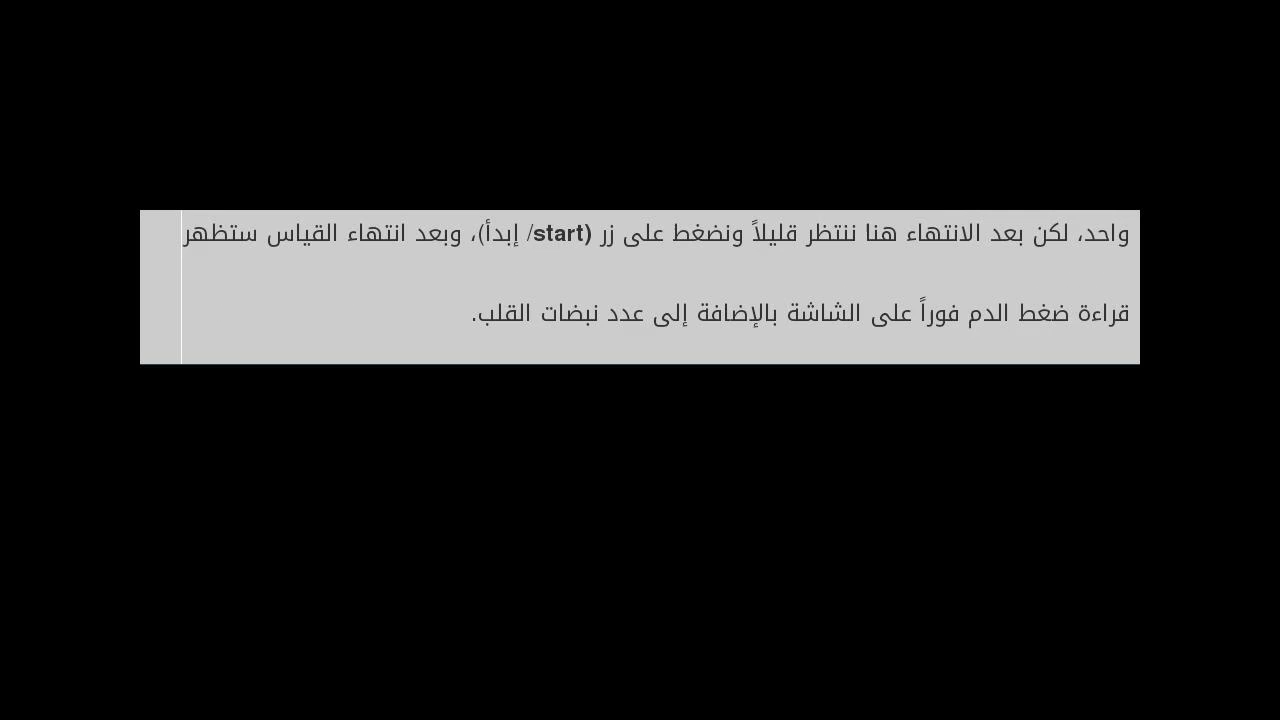 واحد، لكن بعد الانتهاء هنا ننتظر قليلاً ونضغط على زر (start/ إبدأ)، وبعد انتهاء القياس ستظهر
قراءة ضغط الدم فوراً على الشاشة بالإضافة إلى عدد نبضات القلب.